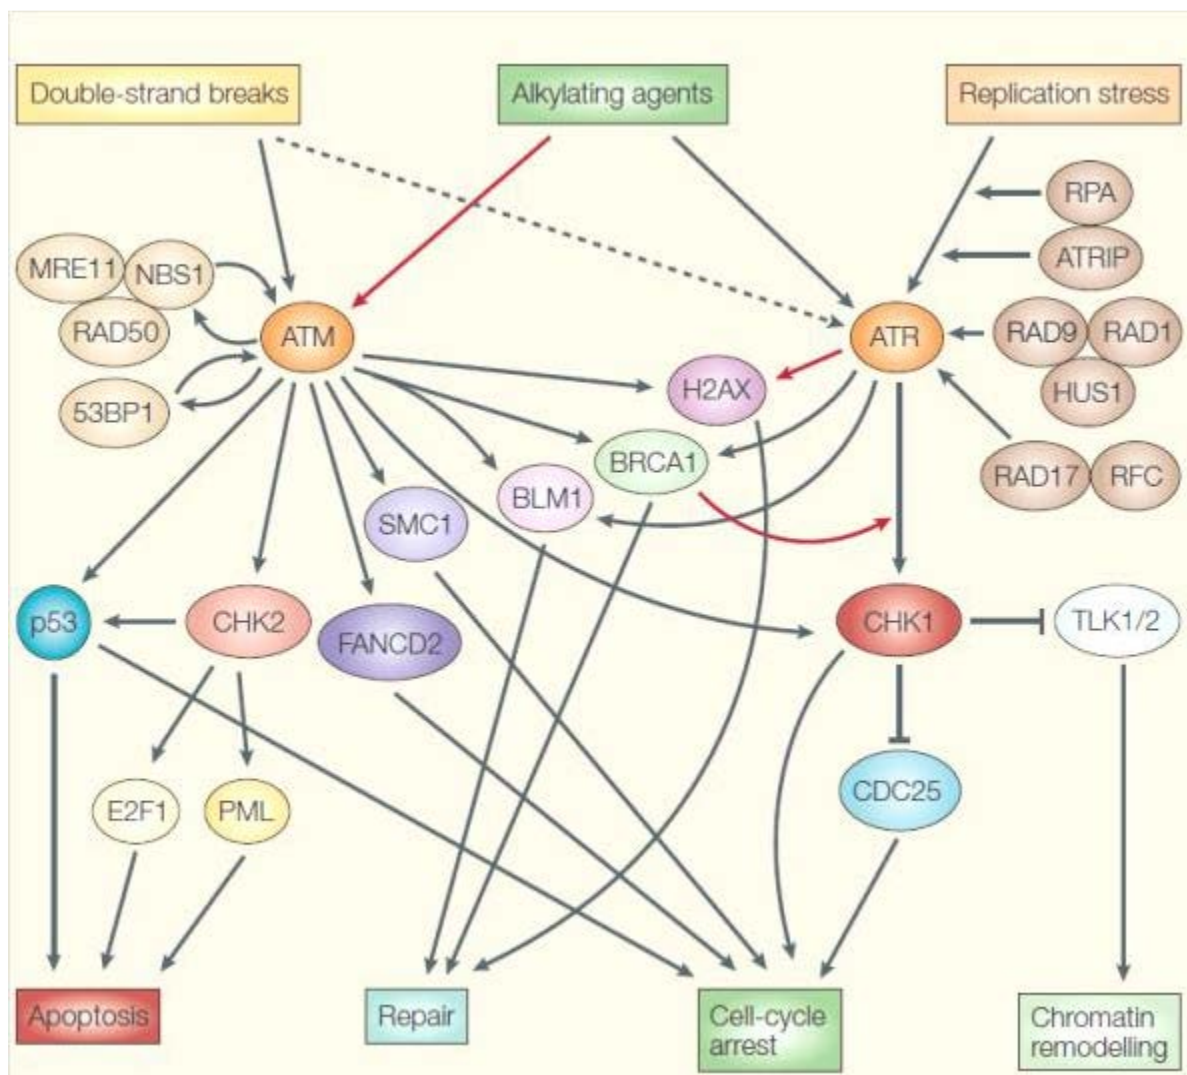 Double-strand breaks
Alkylating agents
Replication stress
RPA
ATRIP
MRE11
NBS1
RAD50
ATM
ATR
RAD9
RAD1
HUS1
53BP1
H2AX
BRCA1
RAD17
RFC
BLM1
SMC1
p53
CHK2
FANCD2
CHK1
TLK1/2
E2F1
PML
CDC25
Apoptosis
Repair
Cell-cycle
arrest
Chromatin
remodelling